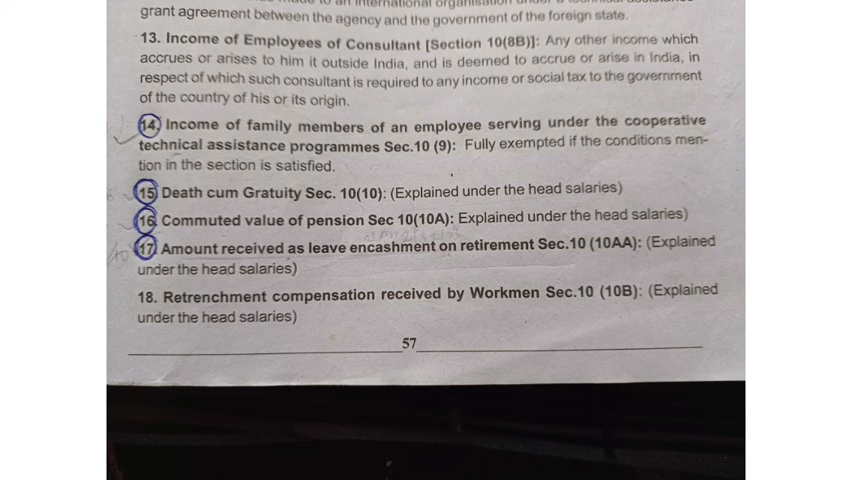 to an international organisation under a technical assistance
grant agreement between the agency and the government of the foreign state.
13. Income of Employees of Consultant [Section 10(8B)]: Any other income which
accrues or arises to him it outside India, and is deemed to accrue or arise in India, in
respect of which such consultant is required to any income or social tax to the government
of the country of his or its origin.
14. Income of family members of an employee serving under the cooperative
technical assistance programmes Sec.10 (9): Fully exempted if the conditions men-
tion in the section is satisfied.
15 Death cum Gratuity Sec. 10(10): (Explained under the head salaries)
16. Commuted value of pension Sec 10(10A): Explained under the head salaries)
17. Amount received as leave encashment on retirement Sec.10 (10AA): (Explained
under the head salaries)
18. Retrenchment compensation received by Workmen Sec.10 (10B): (Explained
under the head salaries)
57